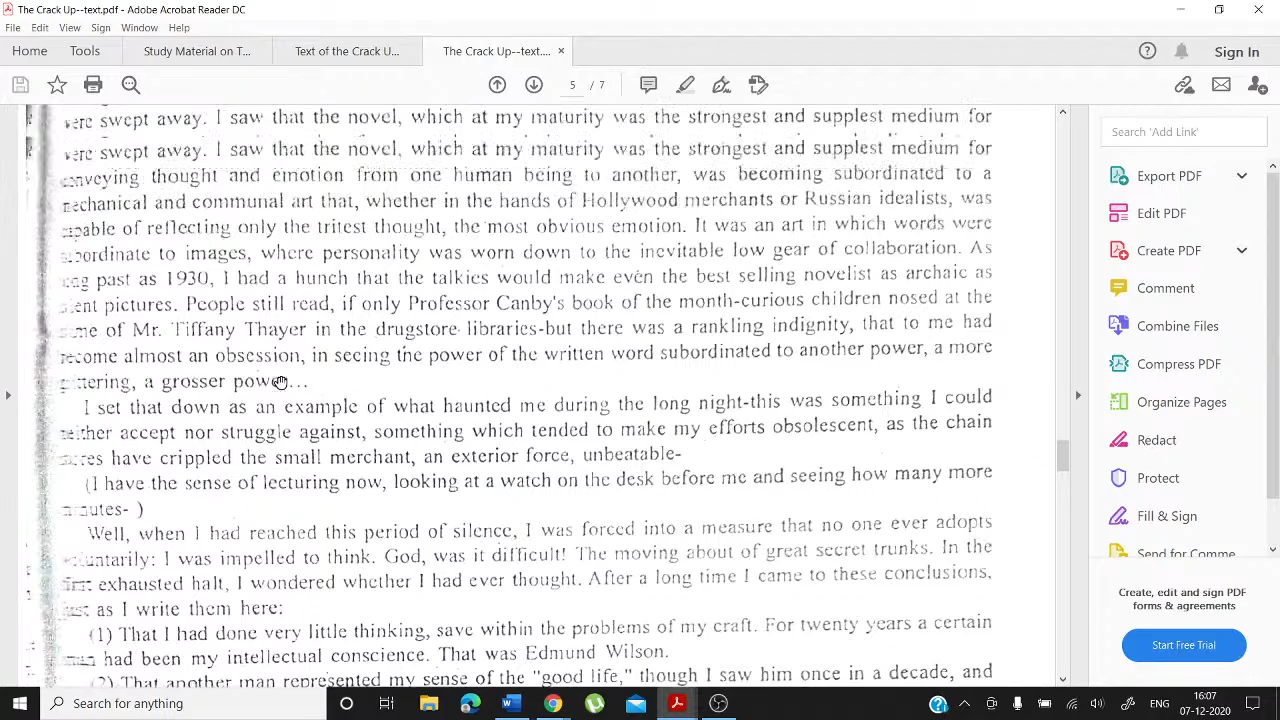 The Crack Up--text.pdf - Adobe Acrobat Reader DC
File Edit View Sign Window Help
Home Tools Study Material on T... Text of the Crack U... The Crack Up--text.... × Sign In
5 / 7
were swept away. I saw that the novel, which at my maturity was the strongest and supplest medium for
were swept away. I saw that the novel, which at my maturity was the strongest and supplest medium for
conveying thought and emotion from one human being to another, was becoming subordinated to a
mechanical and communal art that, whether in the hands of Hollywood merchants or Russian idealists, was
capable of reflecting only the tritest thought, the most obvious emotion. It was an art in which words were
subordinate to images, where personality was worn down to the inevitable low gear of collaboration. As
long past as 1930, I had a hunch that the talkies would make even the best selling novelist as archaic as
silent pictures. People still read, if only Professor Canby's book of the month-curious children nosed at the
slime of Mr. Tiffany Thayer in the drugstore libraries-but there was a rankling indignity, that to me had
become almost an obsession, in seeing the power of the written word subordinated to another power, a more
glittering, a grosser power...
I set that down as an example of what haunted me during the long night-this was something I could
neither accept nor struggle against, something which tended to make my efforts obsolescent, as the chain
stores have crippled the small merchant, an exterior force, unbeatable-
(I have the sense of lecturing now, looking at a watch on the desk before me and seeing how many more
minutes- )
Well, when I had reached this period of silence, I was forced into a measure that no one ever adopts
voluntarily: I was impelled to think. God, was it difficult! The moving about of great secret trunks. In the
first exhausted halt, I wondered whether I had ever thought. After a long time I came to these conclusions,
just as I write them here:
(1) That I had done very little thinking, save within the problems of my craft. For twenty years a certain
man had been my intellectual conscience. That was Edmund Wilson.
(2) That another man represented my sense of the "good life," though I saw him once in a decade, and
Search 'Add Link'
Export PDF
Edit PDF
Create PDF
Comment
Combine Files
Compress PDF
Organize Pages
Redact
Protect
Fill & Sign
Send for Comme
Create, edit and sign PDF
forms & agreements
Start Free Trial
Type here to search
ENG
16:07
07-12-2020